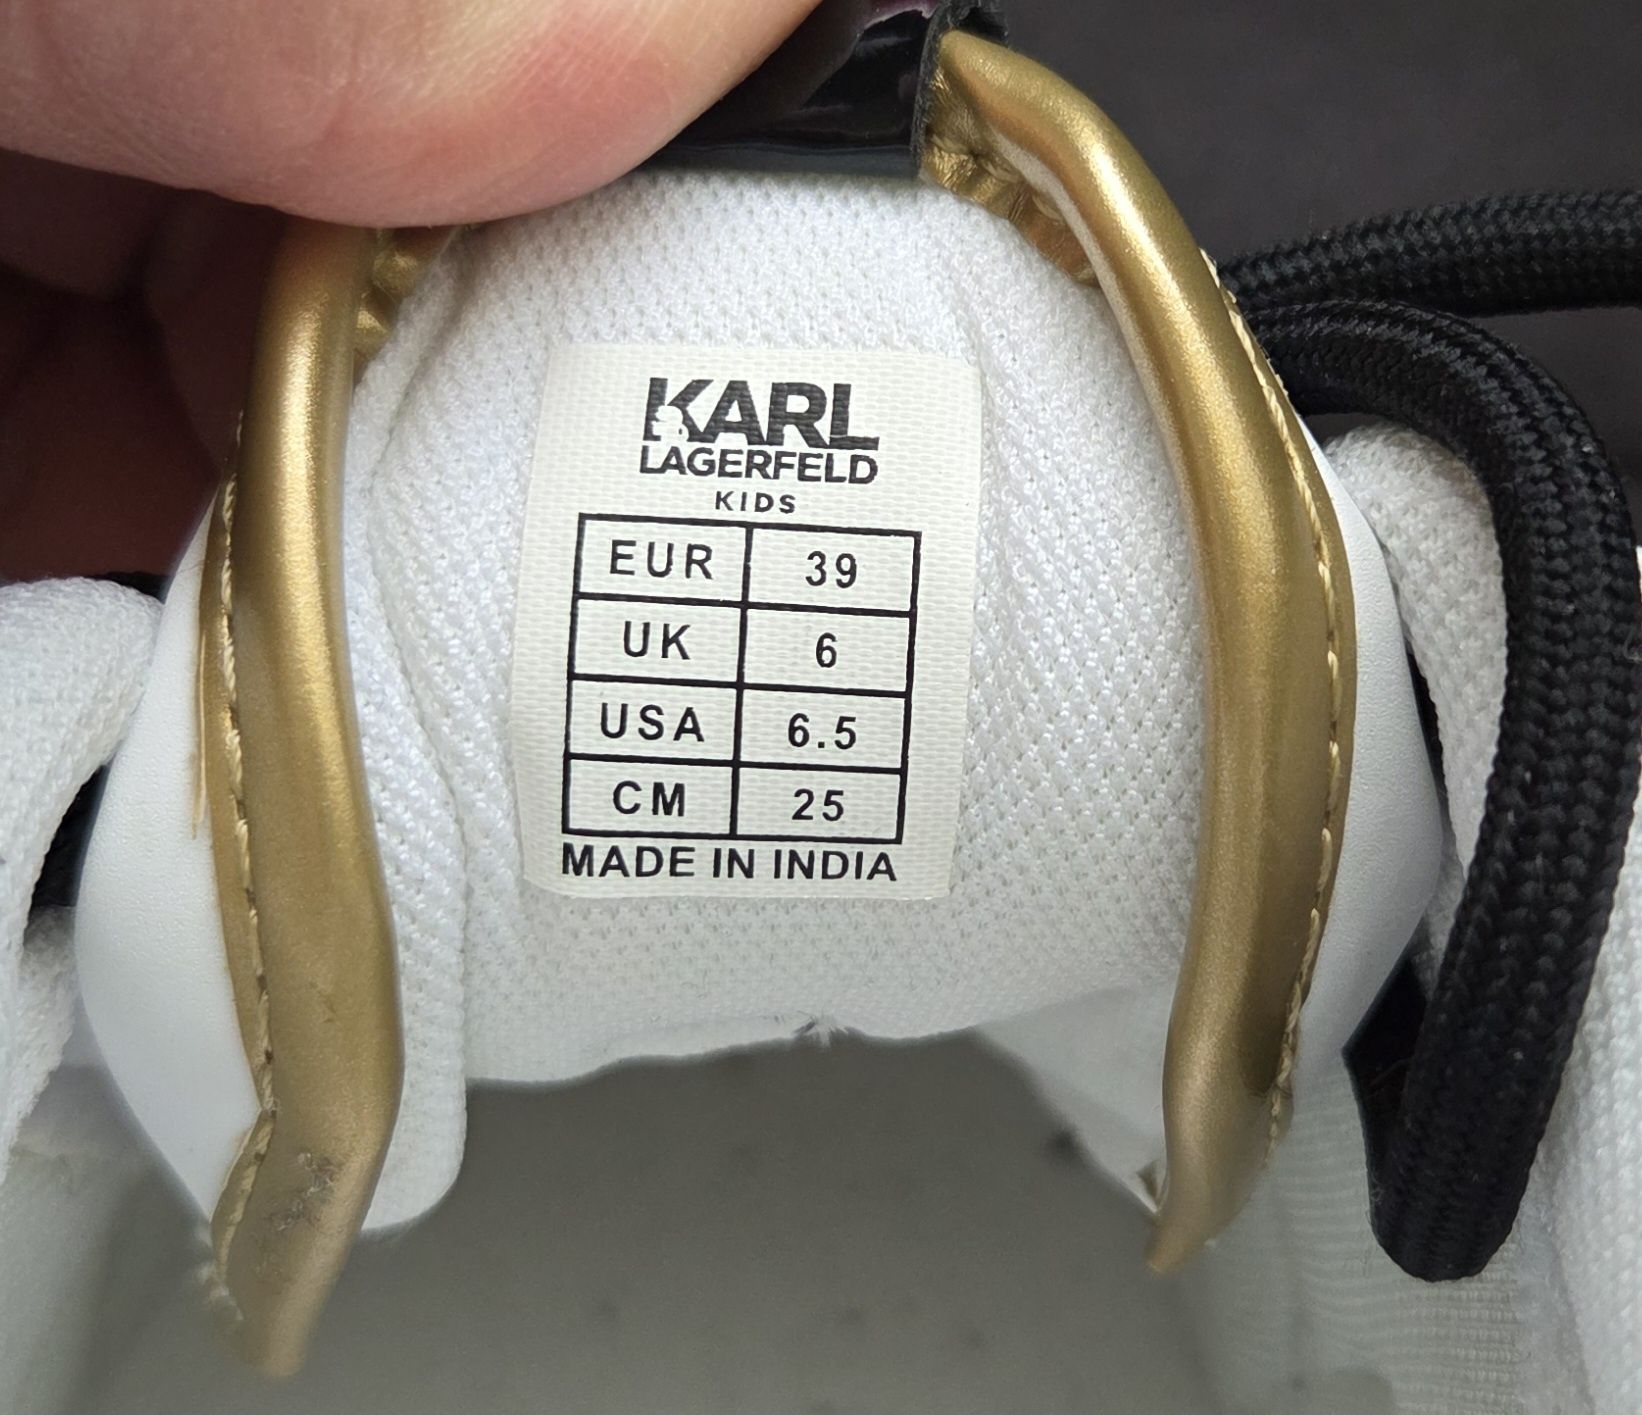 KARL
LAGERFELD
KIDS
EUR 39
UK 6
USA 6.5
CM 25
MADE IN INDIA